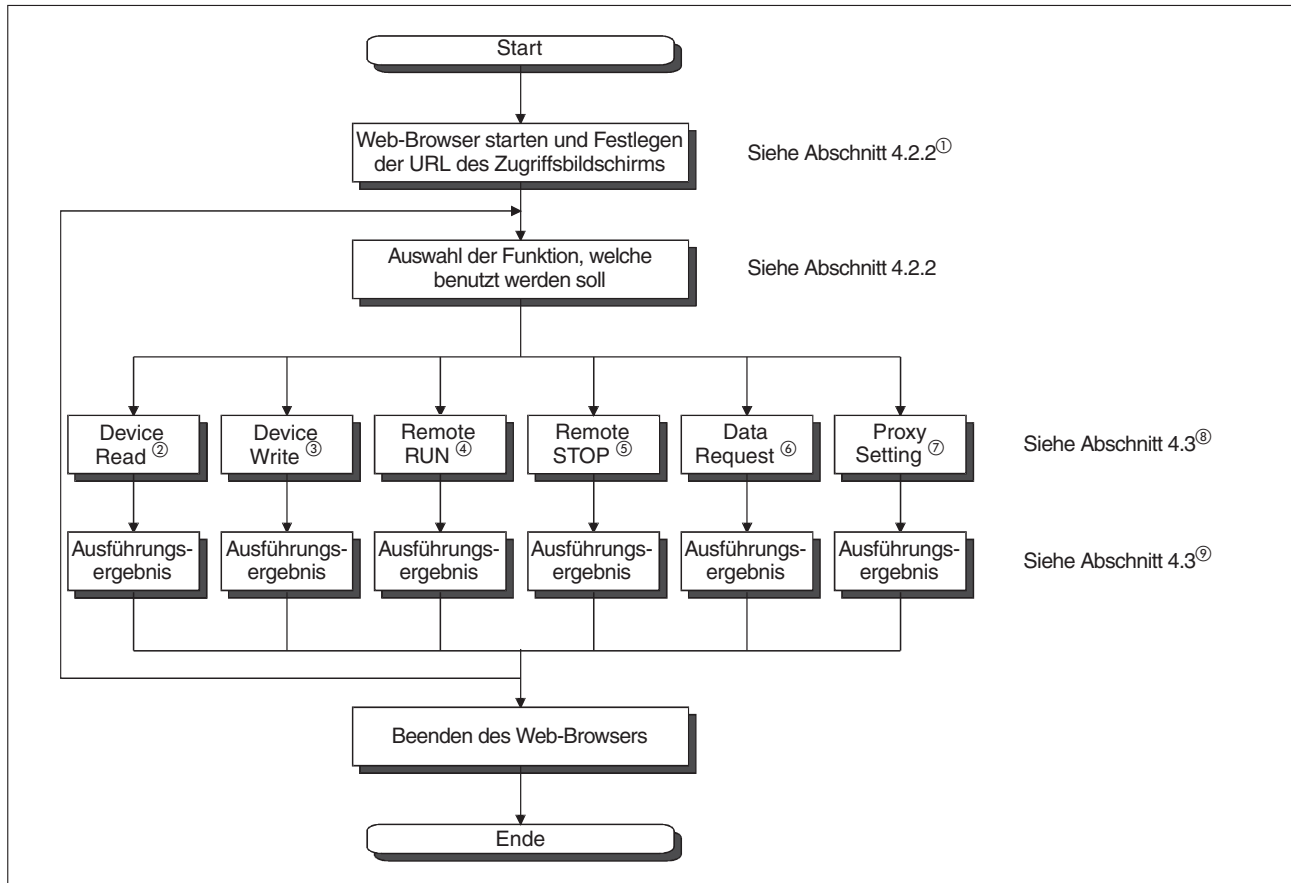 Start
Web-Browser starten und Festlegen
der URL des Zugriffsbildschirms
Siehe Abschnitt 4.2.2①
Auswahl der Funktion, welche
benutzt werden soll
Siehe Abschnitt 4.2.2
Device
Read ②
Device
Write ③
Remote
RUN ④
Remote
STOP ⑤
Data
Request ⑥
Proxy
Setting ⑦
Siehe Abschnitt 4.3⑧
Ausführungs-
ergebnis
Ausführungs-
ergebnis
Ausführungs-
ergebnis
Ausführungs-
ergebnis
Ausführungs-
ergebnis
Ausführungs-
ergebnis
Siehe Abschnitt 4.3⑨
Beenden des Web-Browsers
Ende